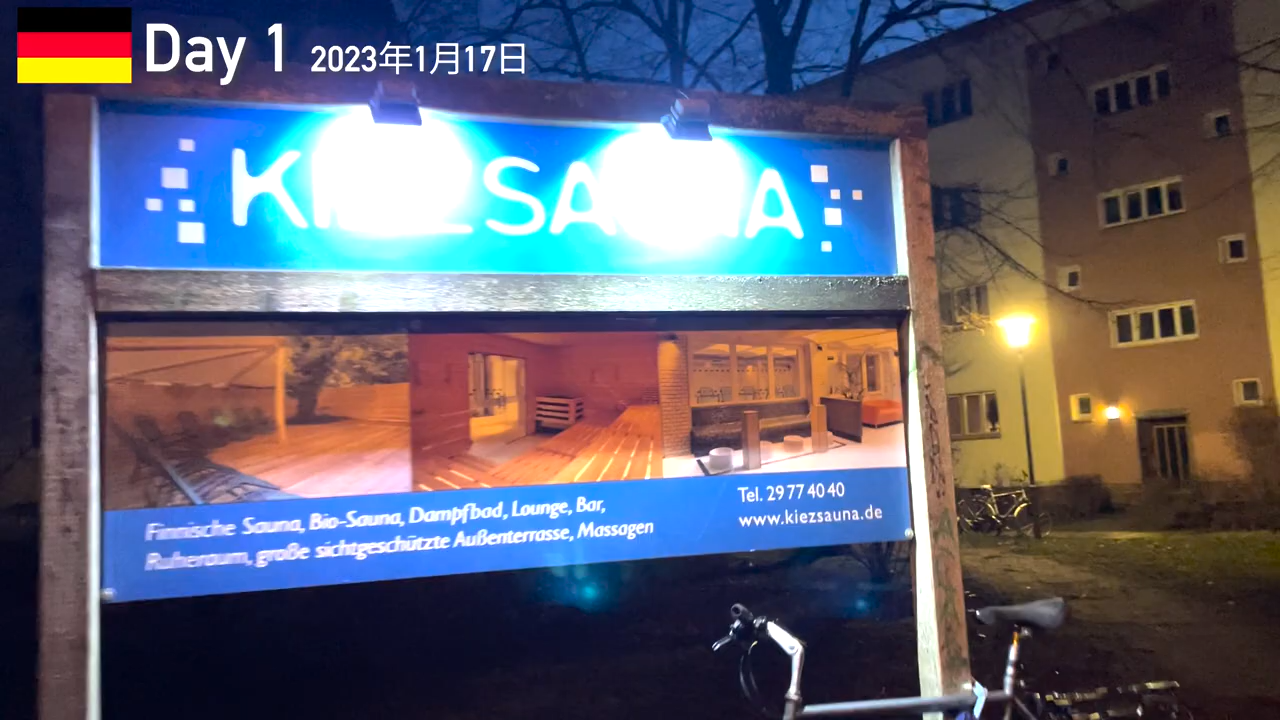 Day 1 2023年1月17日
KIEZSAUNA
Finnische Sauna, Bio-Sauna, Dampfbad, Lounge, Bar,
Ruheraum, große sichtgeschützte Außenterrasse, Massagen
Tel. 29 77 40 40
www.kiezsauna.de